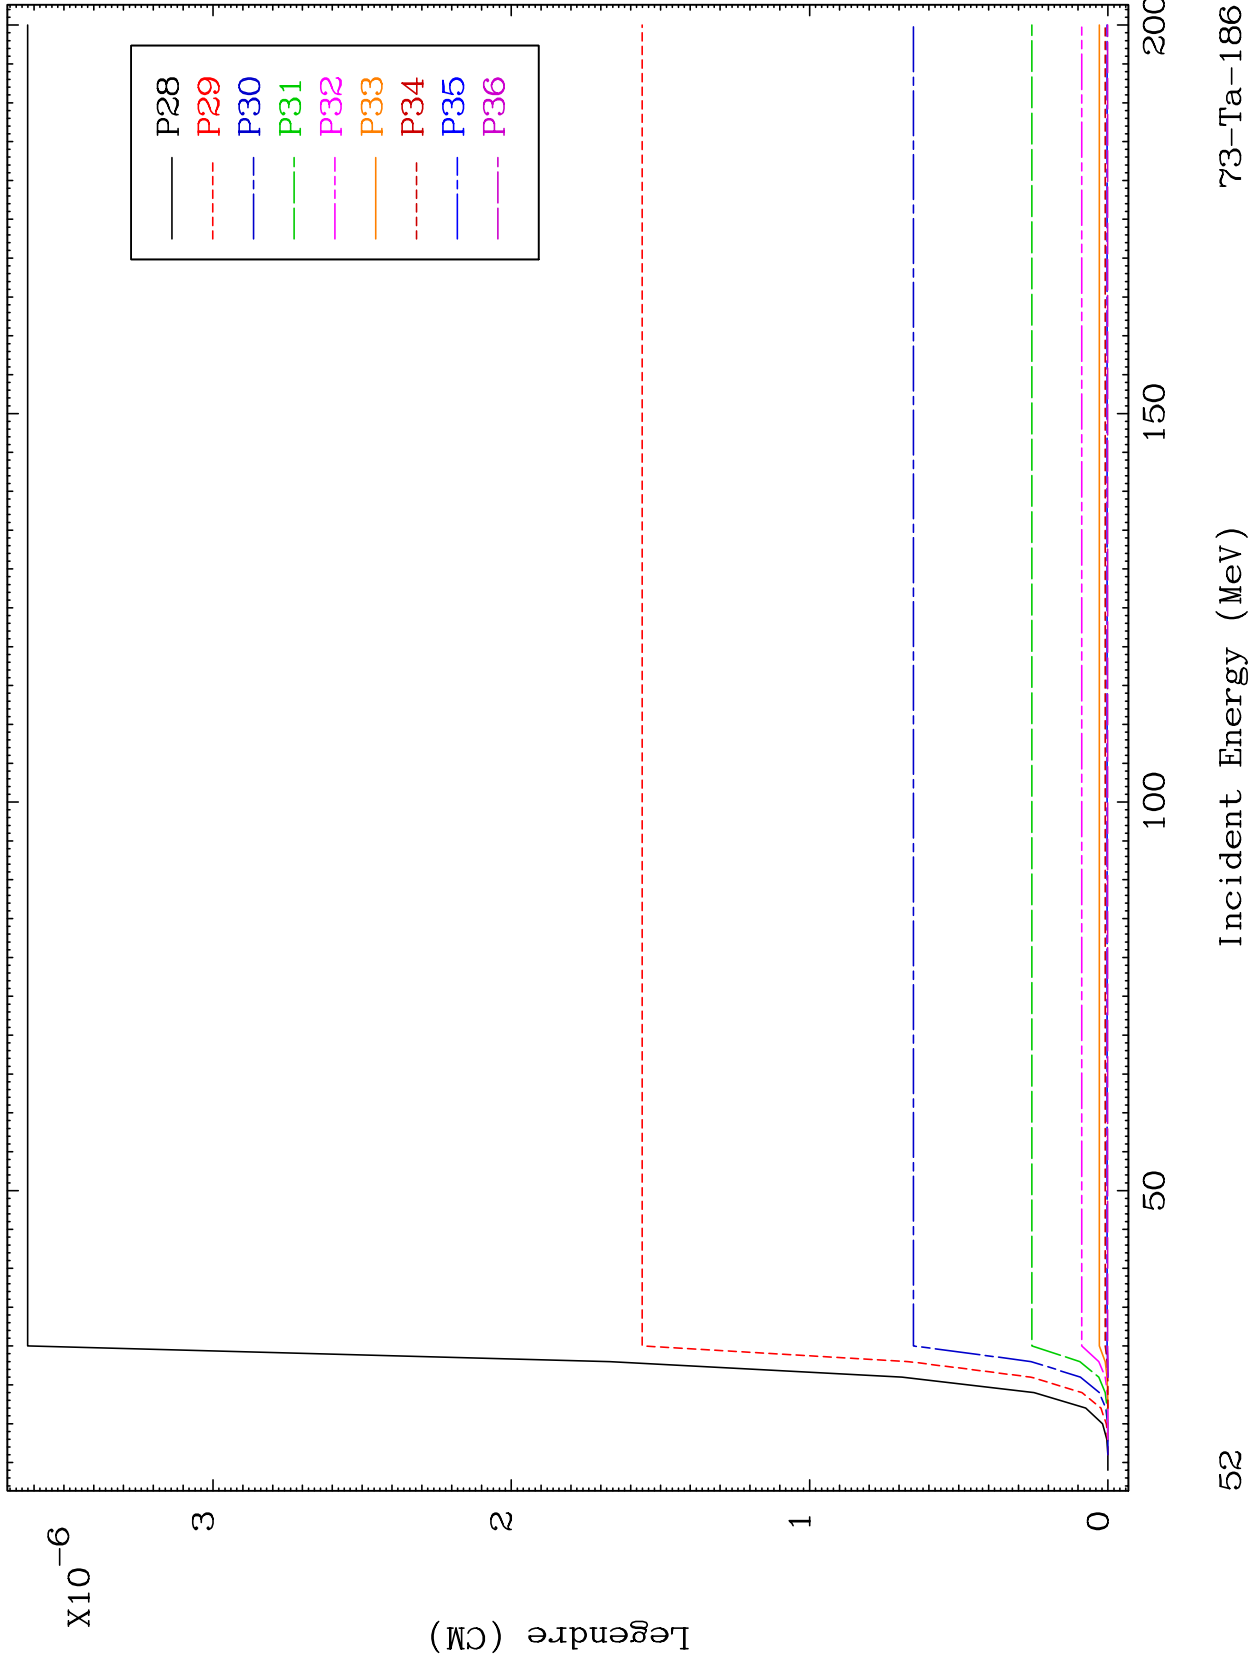 X10
-6
3
2
1
0
Legendre (CM)
P28
P29
P30
P31
P32
P33
P34
P35
P36
50
100
150
200
Incident Energy (MeV)
52
73-Ta-186